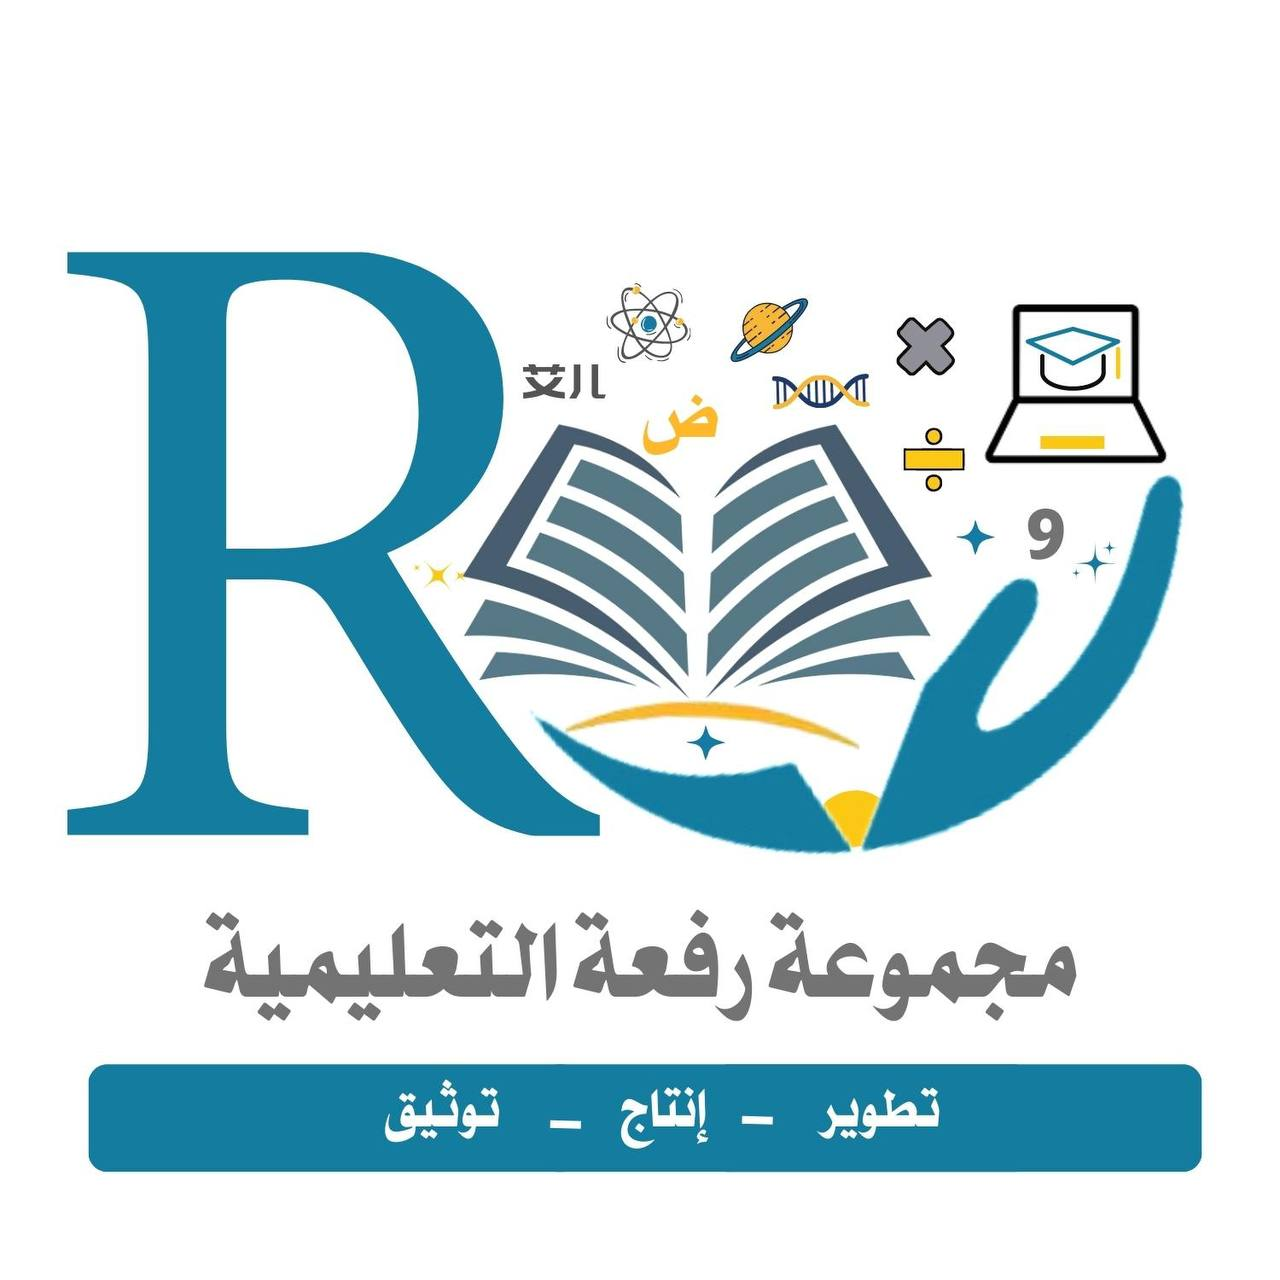 R
艾儿
ض
9
مجموعة رفعة التعليمية
تطوير - إنتاج - توثيق